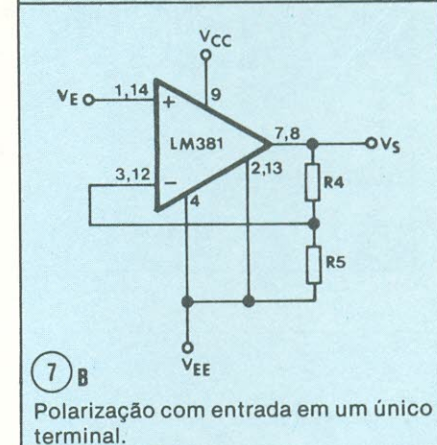 VCC
VE
1,14
+
9
LM381
7,8
VS
3,12
−
2,13
4
R4
R5
VEE
7 B
Polarização com entrada em um único
terminal.